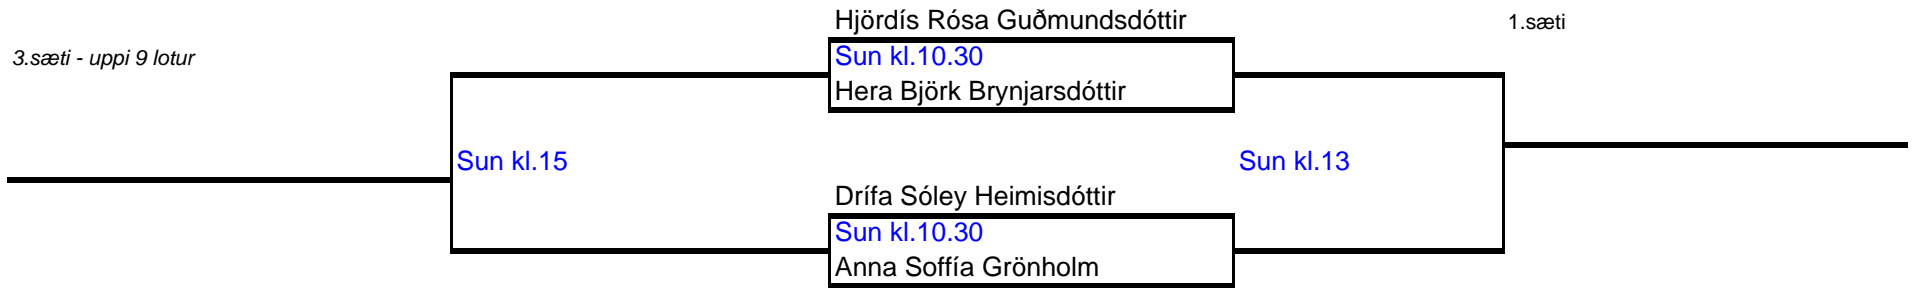 Hjördís Rósa Guðmundsdóttir
1.sæti
3.sæti - uppi 9 lotur
Sun kl.10.30
Hera Björk Brynjarsdóttir
Sun kl.15
Sun kl.13
Drífa Sóley Heimisdóttir
Sun kl.10.30
Anna Soffía Grönholm